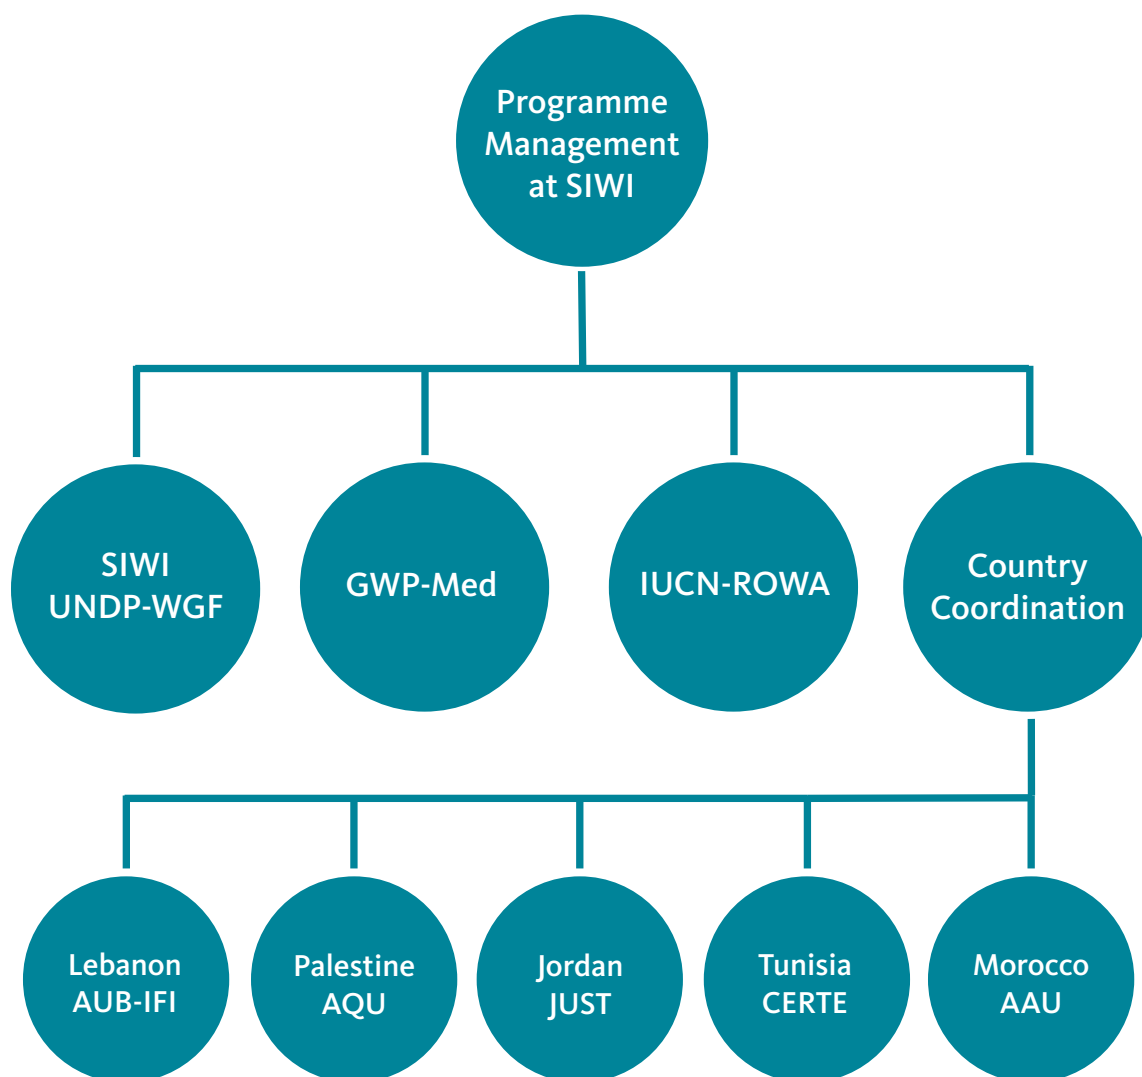 Programme
Management
at SIWI
SIWI
UNDP-WGF
GWP-Med
IUCN-ROWA
Country
Coordination
Lebanon
AUB-IFI
Palestine
AQU
Jordan
JUST
Tunisia
CERTE
Morocco
AAU